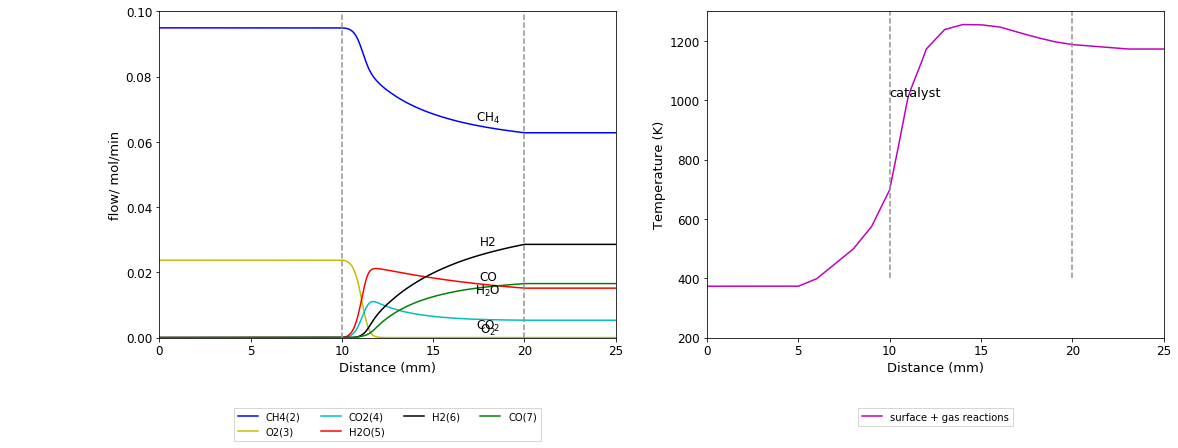 0.10
0.08
0.06
0.04
0.02
0.00
flow/ mol/min
CH4
H2
CO
H2O
CO2
O2
0 5 10 15 20 25
Distance (mm)
CH4(2) CO2(4) H2(6) CO(7)
O2(3) H2O(5)
1200
1000
800
600
400
200
Temperature (K)
catalyst
0 5 10 15 20 25
Distance (mm)
surface + gas reactions